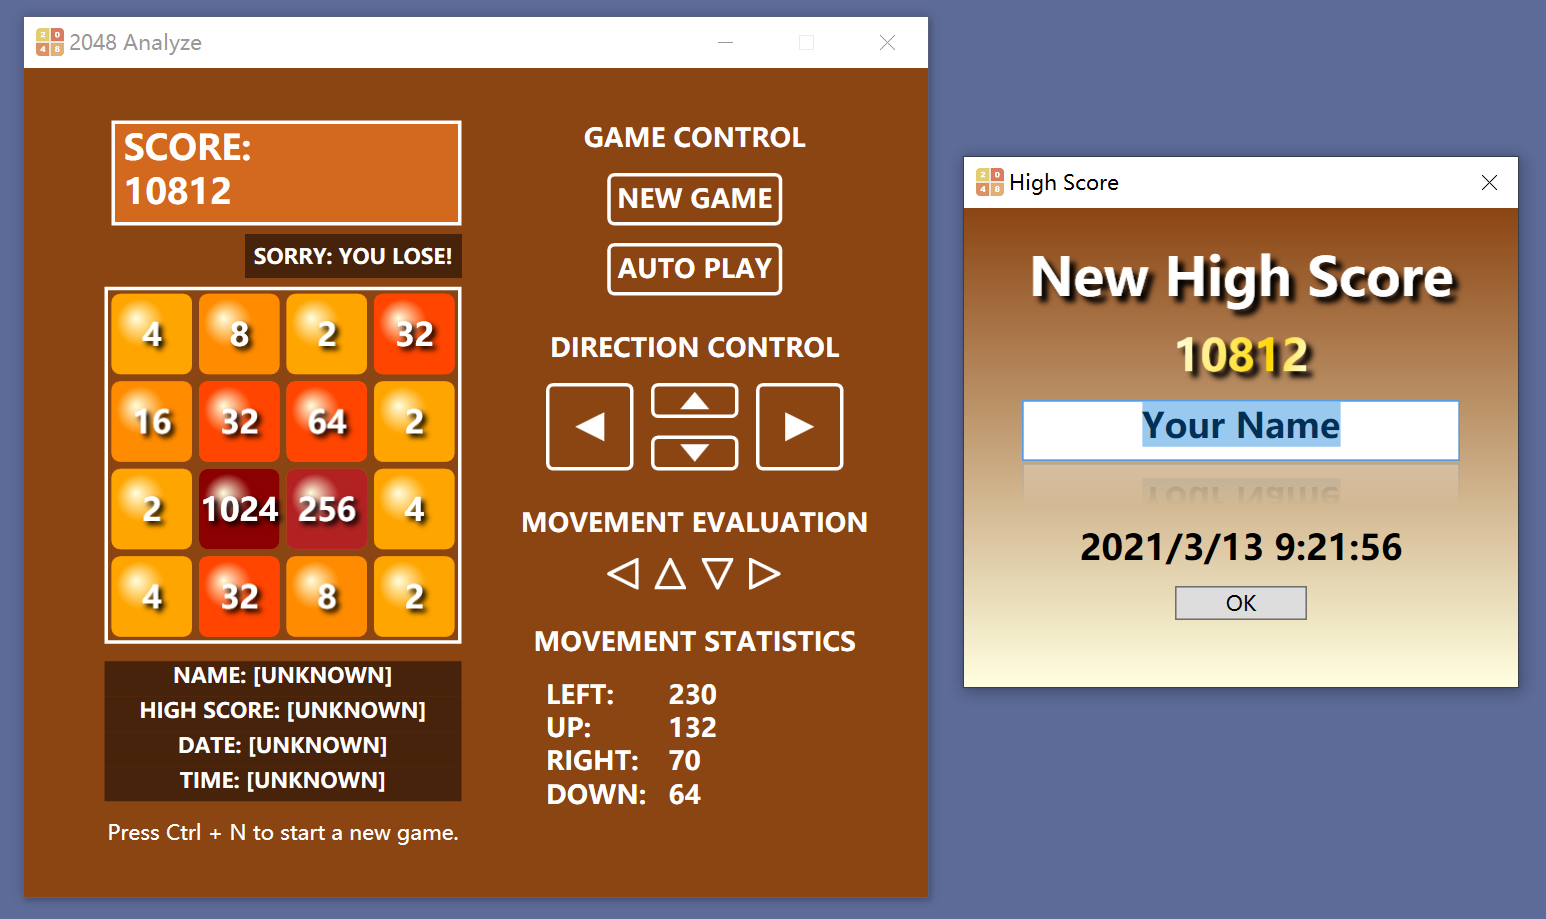 2048 Analyze
SCORE:
10812
SORRY: YOU LOSE!
4 8 2 32
16 32 64 2
2 1024 256 4
4 32 8 2
NAME: [UNKNOWN]
HIGH SCORE: [UNKNOWN]
DATE: [UNKNOWN]
TIME: [UNKNOWN]
Press Ctrl + N to start a new game.
GAME CONTROL
NEW GAME
AUTO PLAY
DIRECTION CONTROL
MOVEMENT EVALUATION
MOVEMENT STATISTICS
LEFT: 230
UP: 132
RIGHT: 70
DOWN: 64
High Score
New High Score
10812
Your Name
2021/3/13 9:21:56
OK